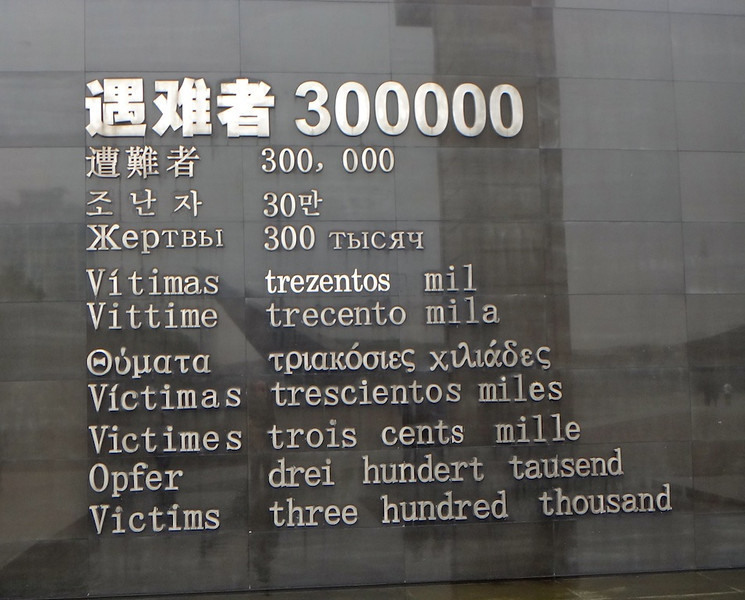 遇难者 300000
遭難者 300，000
조난자 30만
Жертвы 300 тысяч
Vítimas trezentos mil
Vittime trecento mila
Θύματα τριακόσιες χιλιάδες
Víctimas trescientos miles
Victimes trois cents mille
Opfer drei hundert tausend
Victims three hundred thousand